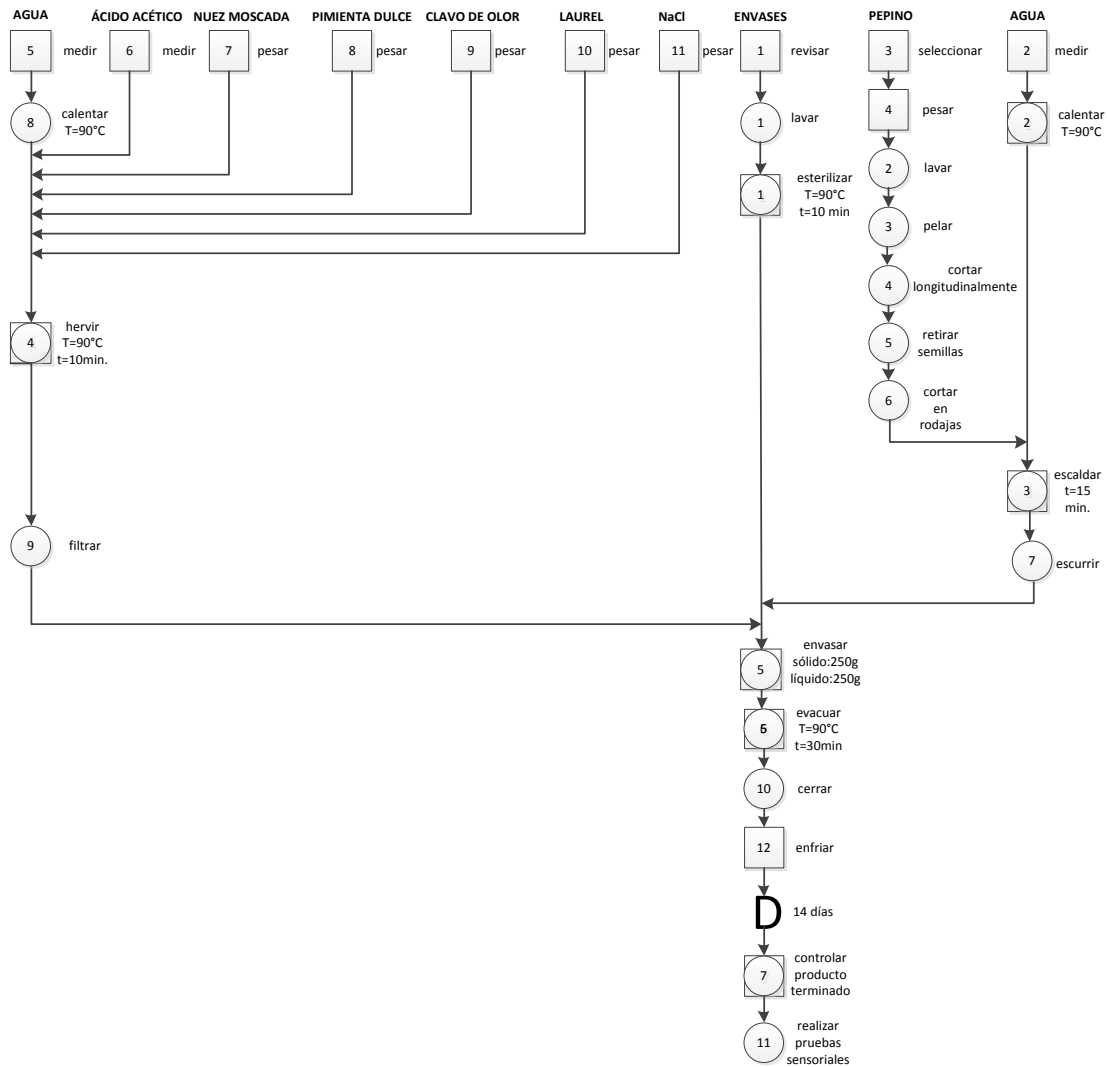 AGUA
ÁCIDO ACÉTICO
NUEZ MOSCADA
PIMIENTA DULCE
CLAVO DE OLOR
LAUREL
NaCl
ENVASES
PEPINO
AGUA
5
medir
6
medir
7
pesar
8
pesar
9
pesar
10
pesar
11
pesar
1
revisar
3
seleccionar
2
medir
8
calentar
T=90°C
1
lavar
4
pesar
2
calentar
T=90°C
2
lavar
1
esterilizar
T=90°C
t=10 min
3
pelar
4
cortar
longitudinalmente
4
hervir
T=90°C
t=10min.
5
retirar
semillas
6
cortar
en
rodajas
3
escaldar
t=15
min.
9
filtrar
7
escurrir
5
envasar
sólido:250g
líquido:250g
6
evacuar
T=90°C
t=30min
10
cerrar
12
enfriar
D
14 días
7
controlar
producto
terminado
11
realizar
pruebas
sensoriales